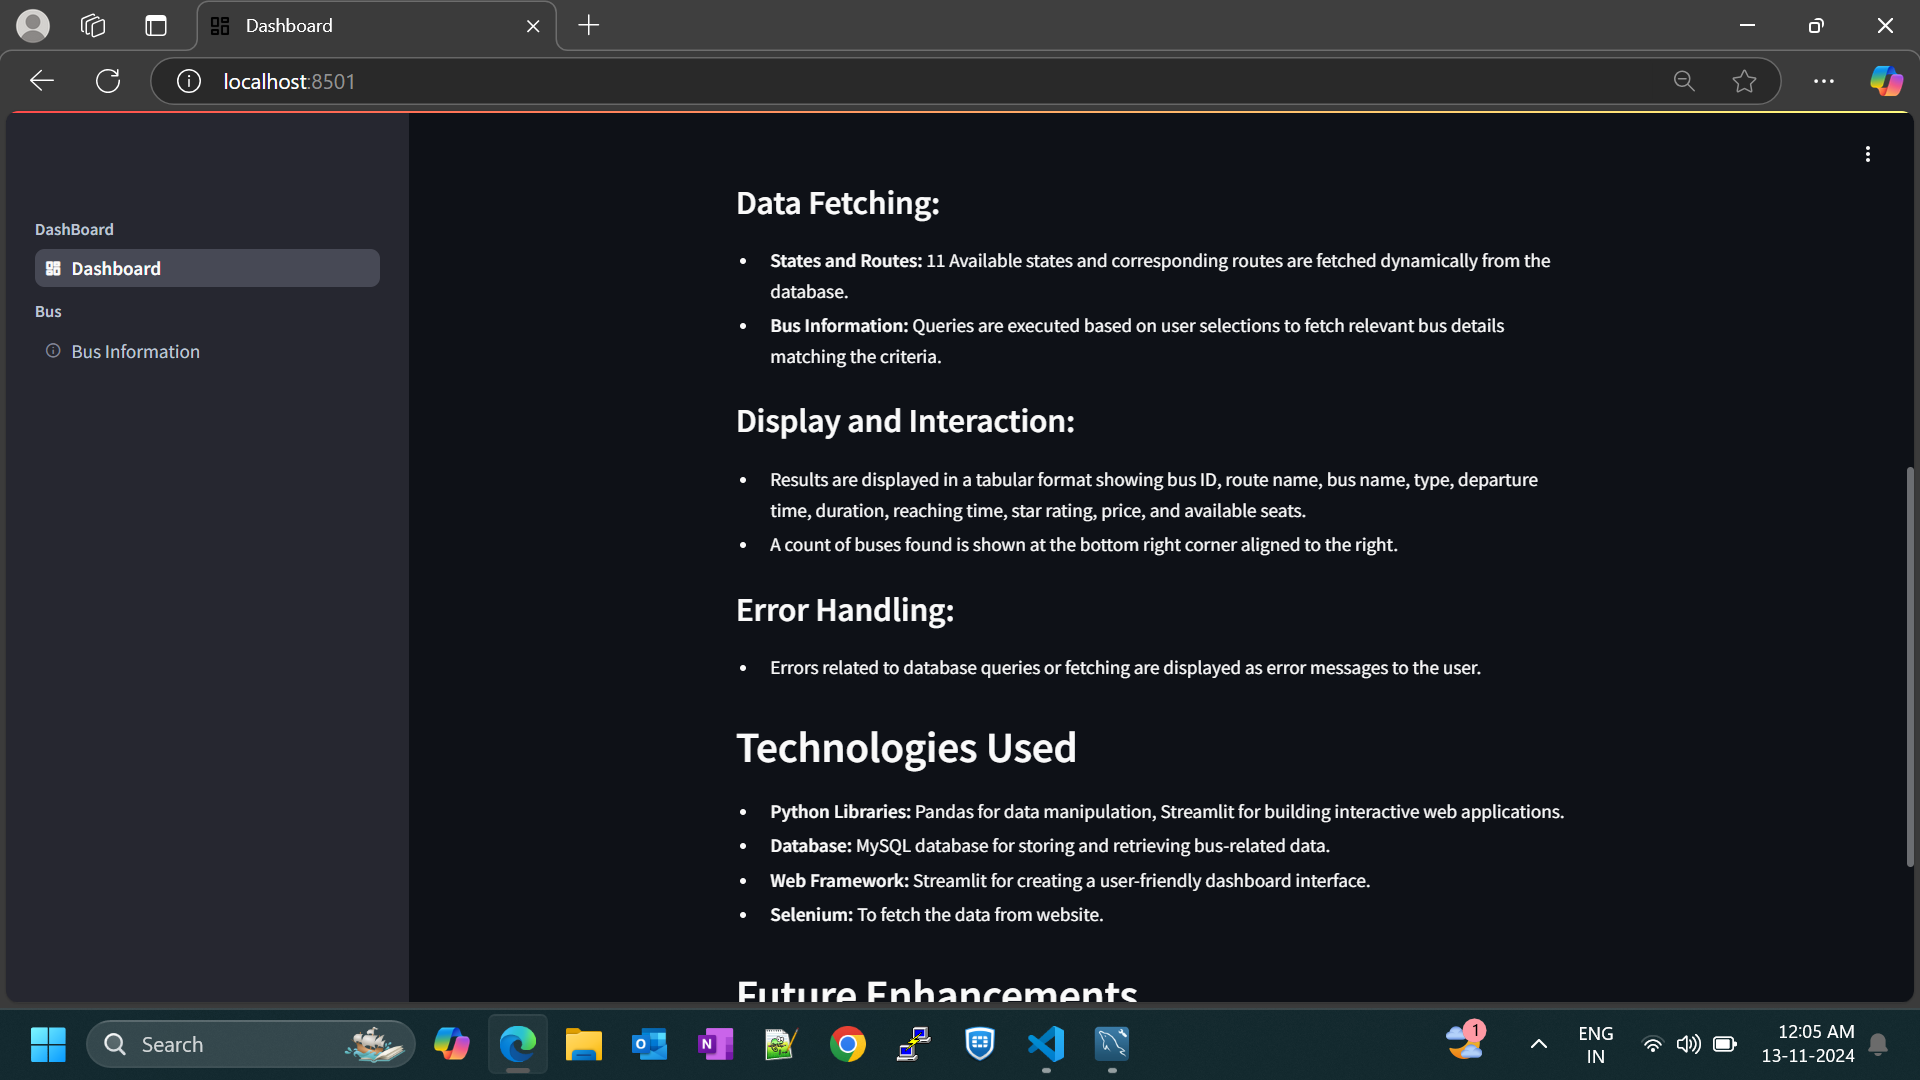 Dashboard
localhost:8501
DashBoard
Dashboard
Bus
Bus Information
Data Fetching:
• States and Routes: 11 Available states and corresponding routes are fetched dynamically from the
database.
• Bus Information: Queries are executed based on user selections to fetch relevant bus details
matching the criteria.
Display and Interaction:
• Results are displayed in a tabular format showing bus ID, route name, bus name, type, departure
time, duration, reaching time, star rating, price, and available seats.
• A count of buses found is shown at the bottom right corner aligned to the right.
Error Handling:
• Errors related to database queries or fetching are displayed as error messages to the user.
Technologies Used
• Python Libraries: Pandas for data manipulation, Streamlit for building interactive web applications.
• Database: MySQL database for storing and retrieving bus-related data.
• Web Framework: Streamlit for creating a user-friendly dashboard interface.
• Selenium: To fetch the data from website.
Future Enhancements
Search
1
ENG
IN
12:05 AM
13-11-2024